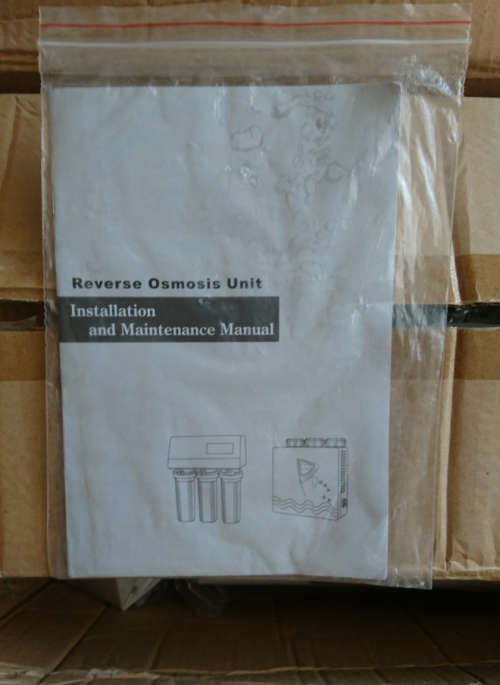 Reverse Osmosis Unit
Installation
and Maintenance Manual